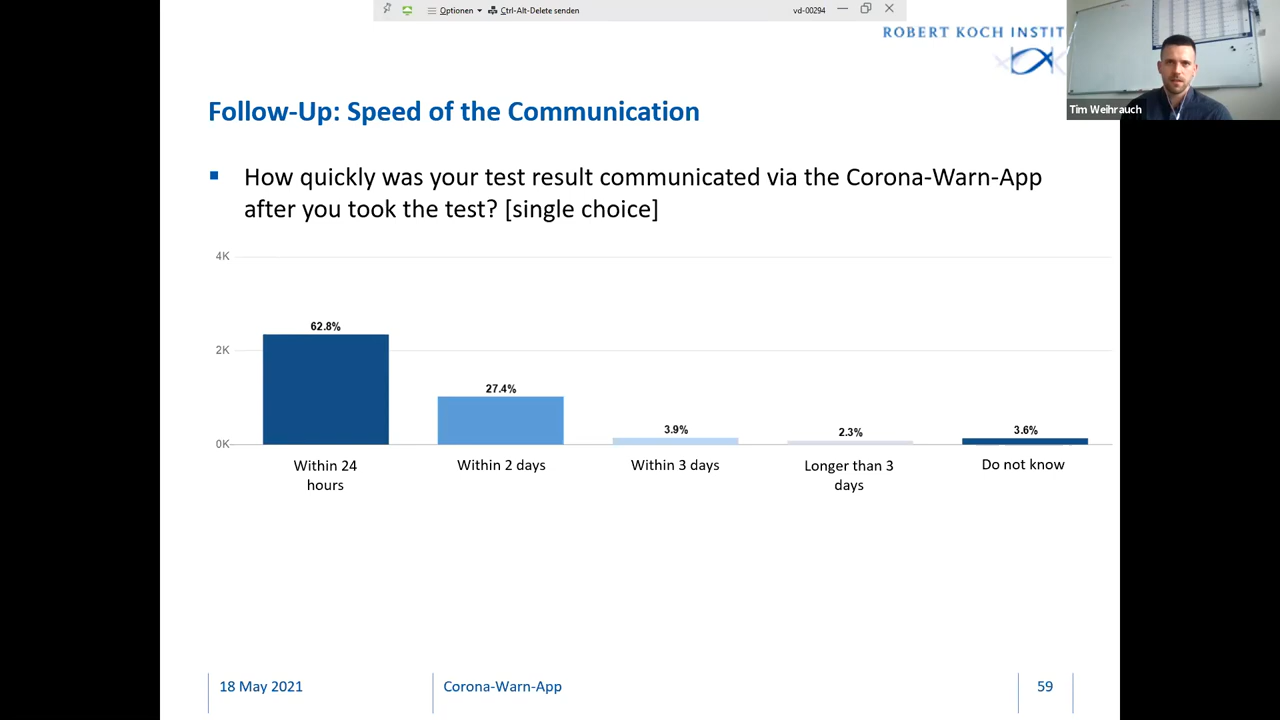 Optionen
Ctrl-Alt-Delete senden
vd-00294
ROBERT KOCH INSTIT
Tim Weihrauch
Follow-Up: Speed of the Communication
How quickly was your test result communicated via the Corona-Warn-App
after you took the test? [single choice]
4K
2K
0K
62.8%
27.4%
3.9%
2.3%
3.6%
Within 24
hours
Within 2 days
Within 3 days
Longer than 3
days
Do not know
18 May 2021
Corona-Warn-App
59